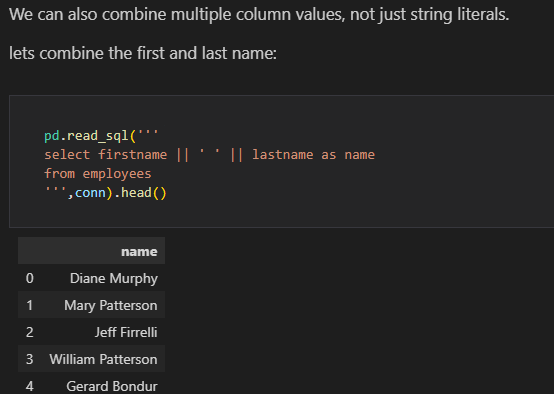 We can also combine multiple column values, not just string literals.
lets combine the first and last name:
pd.read_sql('''
select firstname || ' ' || lastname as name
from employees
''',conn).head()
name
0 Diane Murphy
1 Mary Patterson
2 Jeff Firrelli
3 William Patterson
4 Gerard Bondur